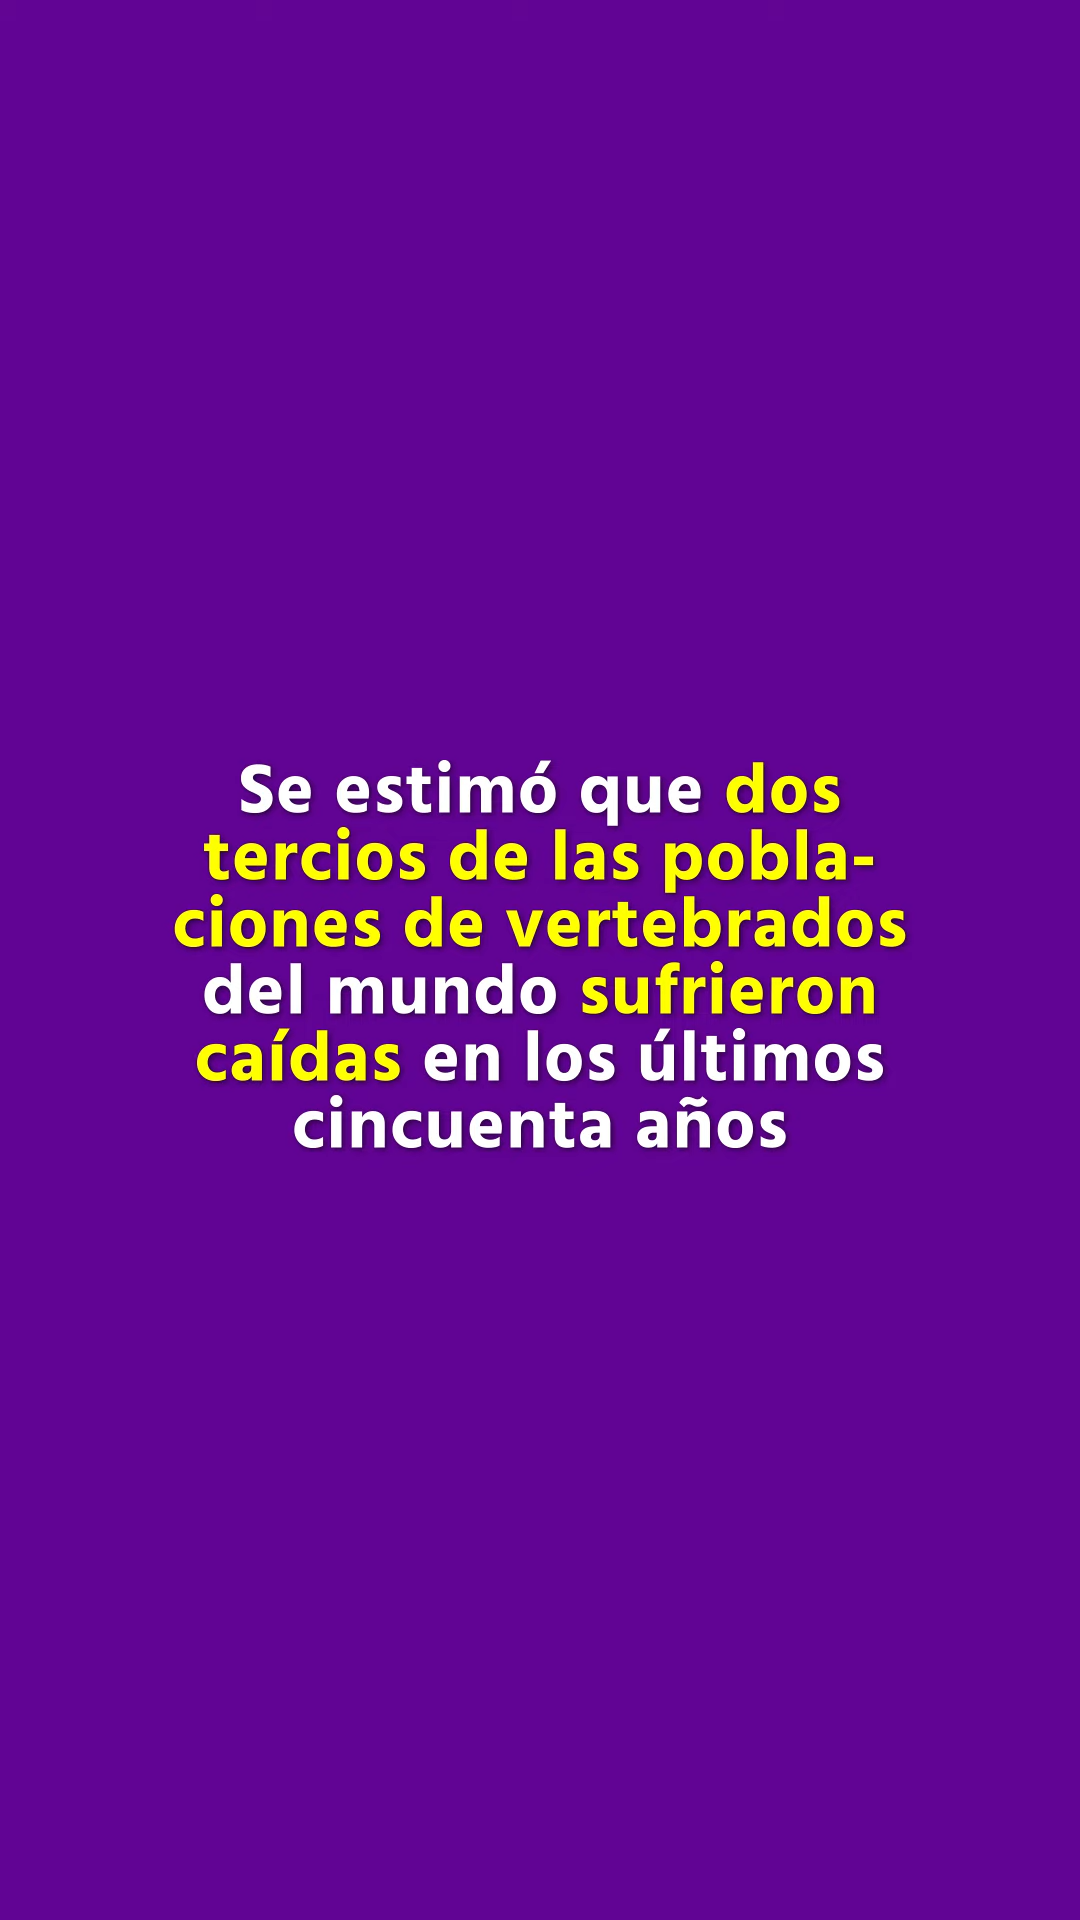 Se estimó que dos
tercios de las pobla-
ciones de vertebrados
del mundo sufrieron
caídas en los últimos
cincuenta años